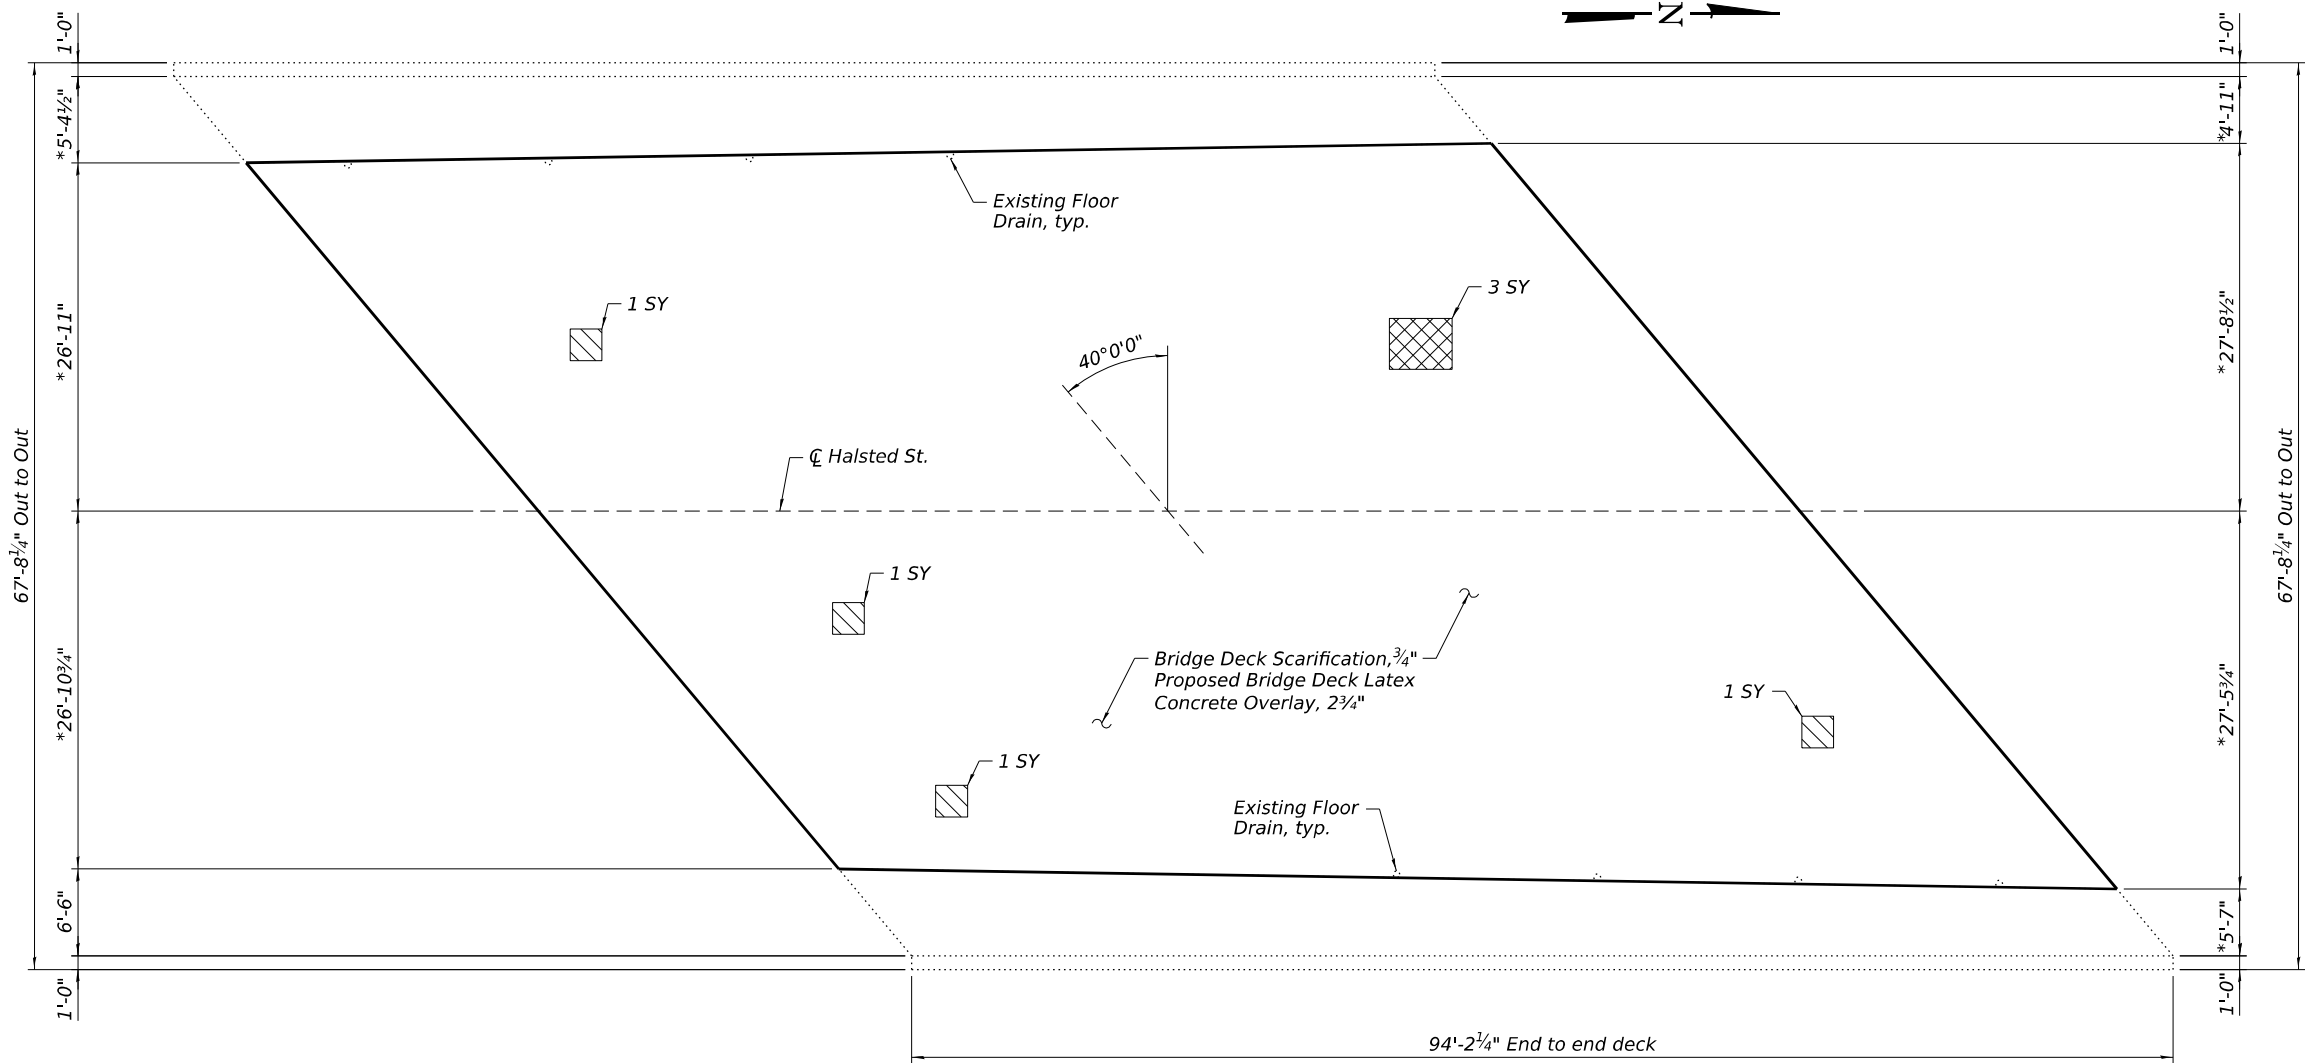 N
1'-0"
1'-0"
*5'-4½"
*4'-11"
Existing Floor
Drain, typ.
1 SY
3 SY
*26'-11"
*27'-8½"
40°0'0"
67'-8¼" Out to Out
67'-8¼" Out to Out
℄ Halsted St.
1 SY
Bridge Deck Scarification,¾"
Proposed Bridge Deck Latex
Concrete Overlay, 2¾"
*26'-10¾"
*27'-5¾"
1 SY
1 SY
Existing Floor
Drain, typ.
6'-6"
*5'-7"
1'-0"
1'-0"
94'-2¼" End to end deck